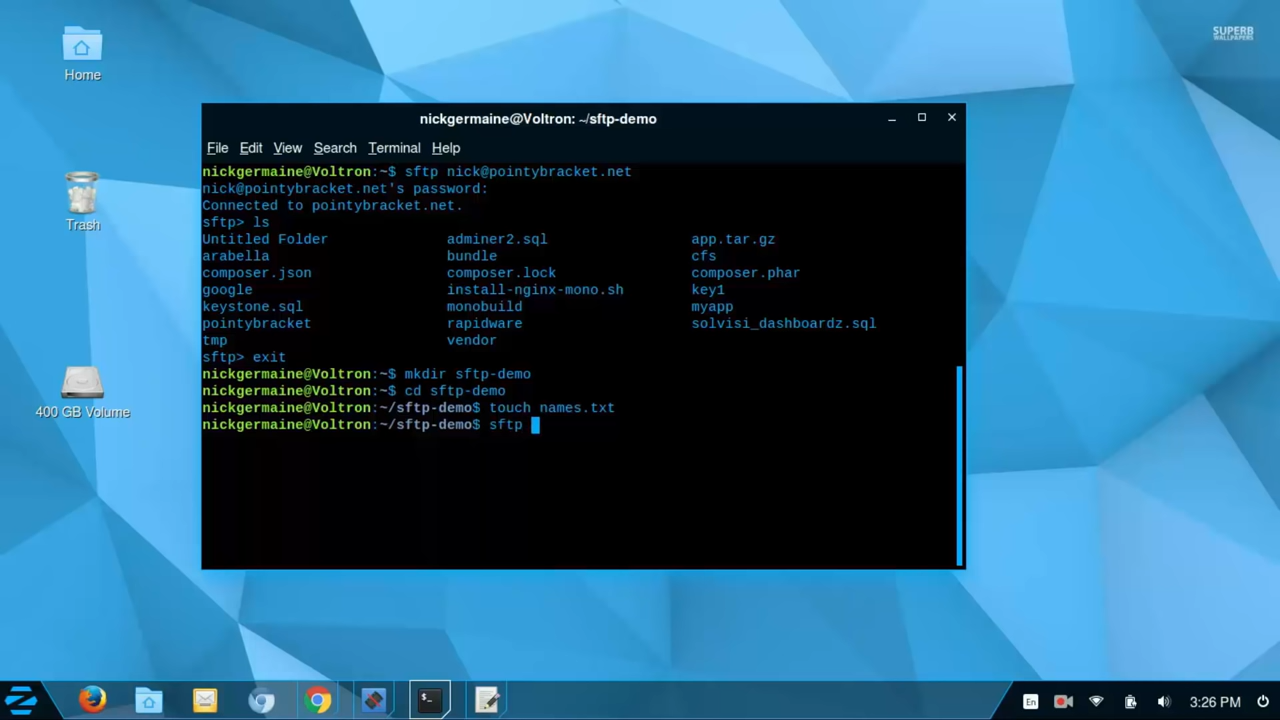 SUPERB
WALLPAPERS
Home
Trash
400 GB Volume
nickgermaine@Voltron: ~/sftp-demo
File Edit View Search Terminal Help
nickgermaine@Voltron:~$ sftp nick@pointybracket.net
nick@pointybracket.net's password:
Connected to pointybracket.net.
sftp> ls
Untitled Folder adminer2.sql app.tar.gz
arabella bundle cfs
composer.json composer.lock composer.phar
google install-nginx-mono.sh key1
keystone.sql monobuild myapp
pointybracket rapidware solvisi_dashboardz.sql
tmp vendor
sftp> exit
nickgermaine@Voltron:~$ mkdir sftp-demo
nickgermaine@Voltron:~$ cd sftp-demo
nickgermaine@Voltron:~/sftp-demo$ touch names.txt
nickgermaine@Voltron:~/sftp-demo$ sftp
$_
En
3:26 PM